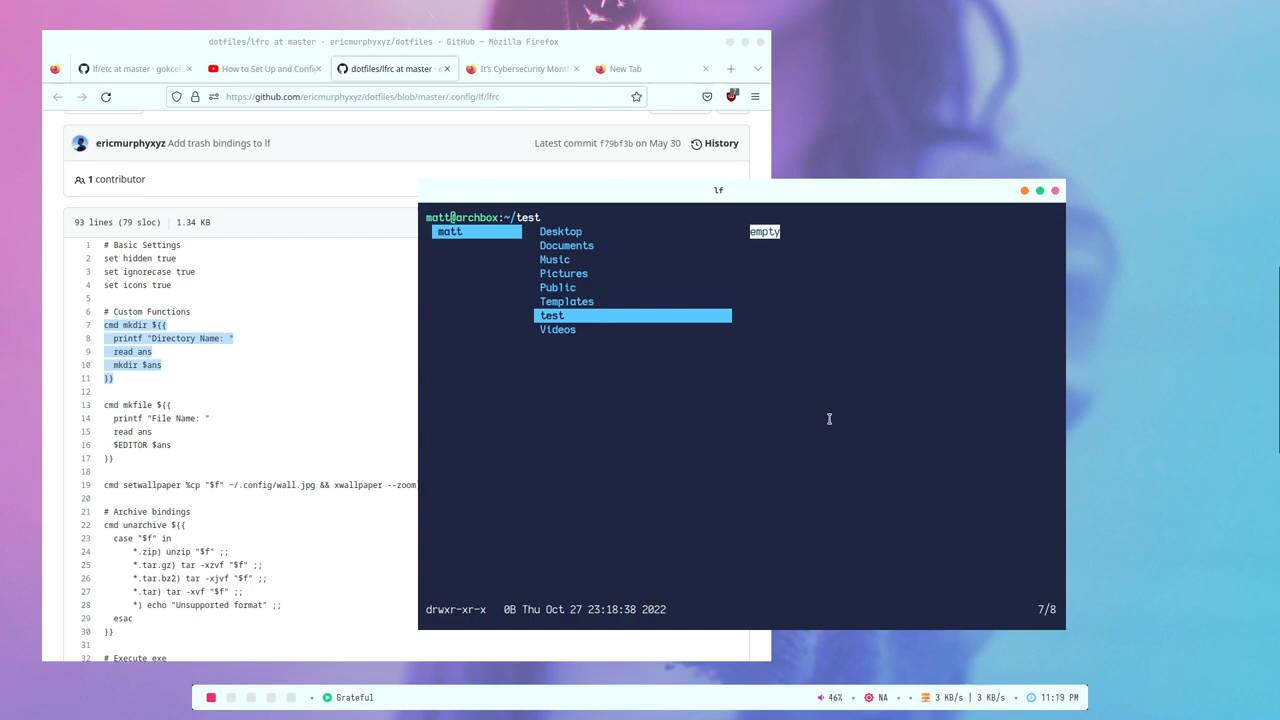 dotfiles/lfrc at master · ericmurphyxyz/dotfiles · GitHub — Mozilla Firefox
lf/etc at master · gokcel
How to Set Up and Confi
dotfiles/lfrc at master · e
It's Cybersecurity Month
New Tab
https://github.com/ericmurphyxyz/dotfiles/blob/master/.config/lf/lfrc
ericmurphyxyz Add trash bindings to lf
Latest commit f79bf3b on May 30
History
1 contributor
93 lines (79 sloc) 1.34 KB
1 # Basic Settings
2 set hidden true
3 set ignorecase true
4 set icons true
5
6 # Custom Functions
7 cmd mkdir ${{
8 printf "Directory Name: "
9 read ans
10 mkdir $ans
11 }}
12
13 cmd mkfile ${{
14 printf "File Name: "
15 read ans
16 $EDITOR $ans
17 }}
18
19 cmd setwallpaper %cp "$f" ~/.config/wall.jpg && xwallpaper --zoom
20
21 # Archive bindings
22 cmd unarchive ${{
23 case "$f" in
24 *.zip) unzip "$f" ;;
25 *.tar.gz) tar -xzvf "$f" ;;
26 *.tar.bz2) tar -xjvf "$f" ;;
27 *.tar) tar -xvf "$f" ;;
28 *) echo "Unsupported format" ;;
29 esac
30 }}
31
32 # Execute exe
lf
matt@archbox:~/test
matt
Desktop
Documents
Music
Pictures
Public
Templates
test
Videos
empty
drwxr-xr-x 0B Thu Oct 27 23:18:38 2022
7/8
Grateful
46%
NA
3 KB/s | 3 KB/s
11:19 PM